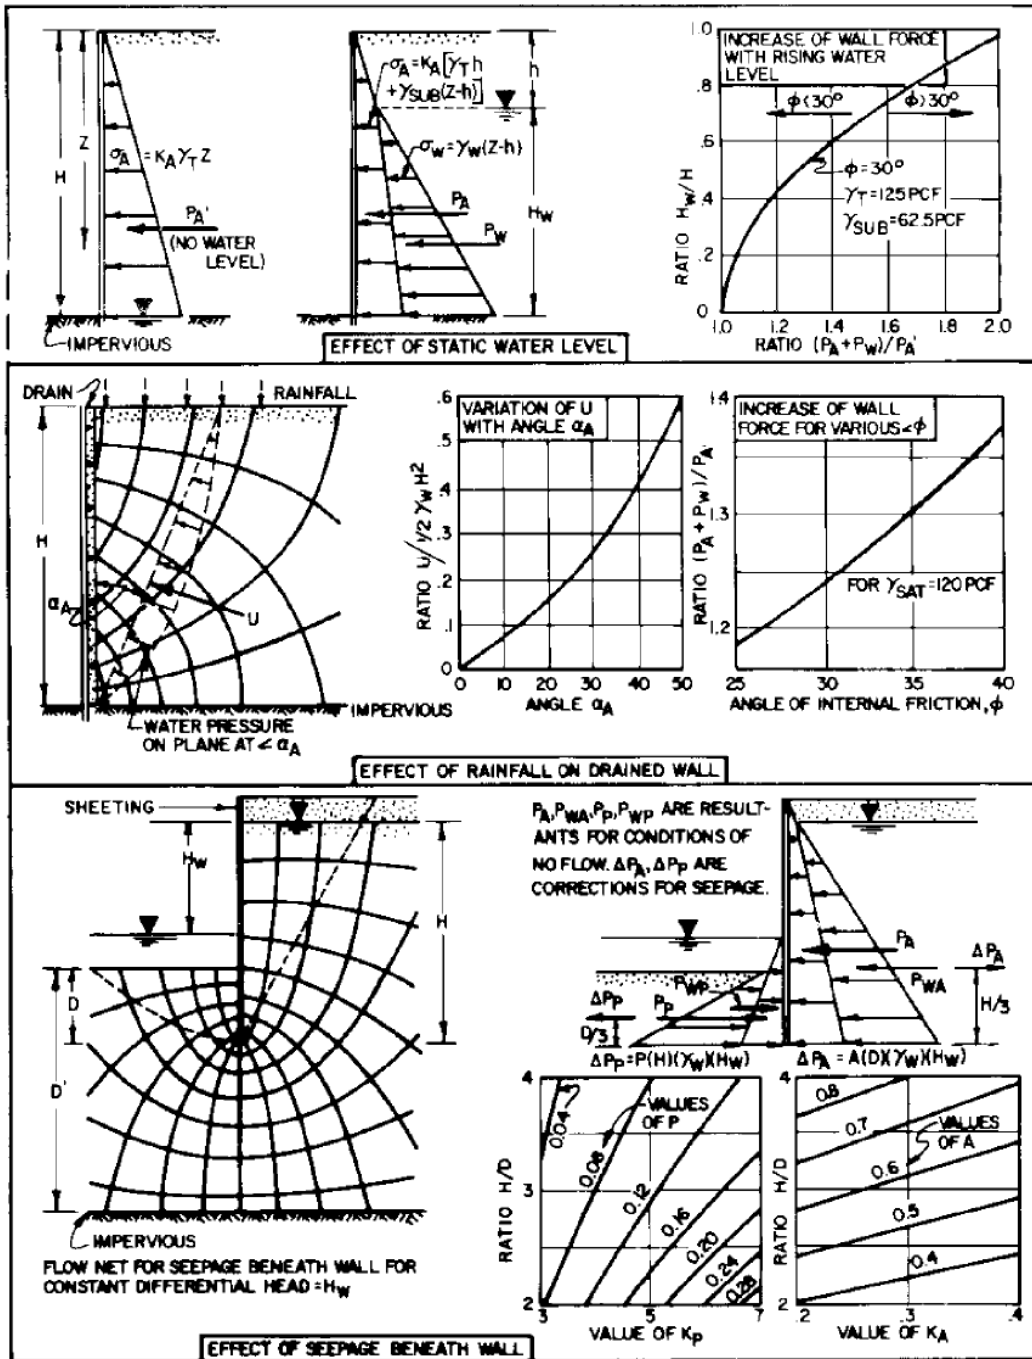 H
Z
σA = KA γT Z
PA'
(NO WATER
LEVEL)
IMPERVIOUS
σA = KA [γT h
+ γSUB (Z-h)]
h
σW = γW (Z-h)
PA
PW
HW
EFFECT OF STATIC WATER LEVEL
INCREASE OF WALL FORCE
WITH RISING WATER
LEVEL
ϕ<30°
ϕ>30°
ϕ=30°
γT = 125 PCF
γSUB = 62.5 PCF
RATIO HW/H
1.0
.8
.6
.4
.2
0
1.0 1.2 1.4 1.6 1.8 2.0
RATIO (PA + PW)/PA'
DRAIN
RAINFALL
H
αA
U
IMPERVIOUS
WATER PRESSURE
ON PLANE AT ∠ αA
VARIATION OF U
WITH ANGLE αA
RATIO U/1/2 γW H2
.6
.5
.4
.3
.2
.1
0
0 10 20 30 40 50
ANGLE αA
INCREASE OF WALL
FORCE FOR VARIOUS ∠ϕ
RATIO (PA + PW)/PA
1.4
1.3
1.2
FOR γSAT = 120 PCF
25 30 35 40
ANGLE OF INTERNAL FRICTION, ϕ
EFFECT OF RAINFALL ON DRAINED WALL
SHEETING
HW
H
D
D'
IMPERVIOUS
FLOW NET FOR SEEPAGE BENEATH WALL FOR
CONSTANT DIFFERENTIAL HEAD = HW
PA, PWA, PP, PWP ARE RESULT-
ANTS FOR CONDITIONS OF
NO FLOW. ΔPA, ΔPP ARE
CORRECTIONS FOR SEEPAGE.
PA
ΔPA
PWA
H/3
PWP
ΔPP
PP
D/3
ΔPP = P(H)(γW)(HW)
ΔPA = A(D)(γW)(HW)
RATIO H/D
4
3
2
0.04
0.08
VALUES
OF P
0.12
0.16
0.20
0.24
0.28
3 5 7
VALUE OF KP
RATIO H/D
4
3
2
0.8
0.7
VALUES
OF A
0.6
0.5
0.4
.2 .3 .4
VALUE OF KA
EFFECT OF SEEPAGE BENEATH WALL